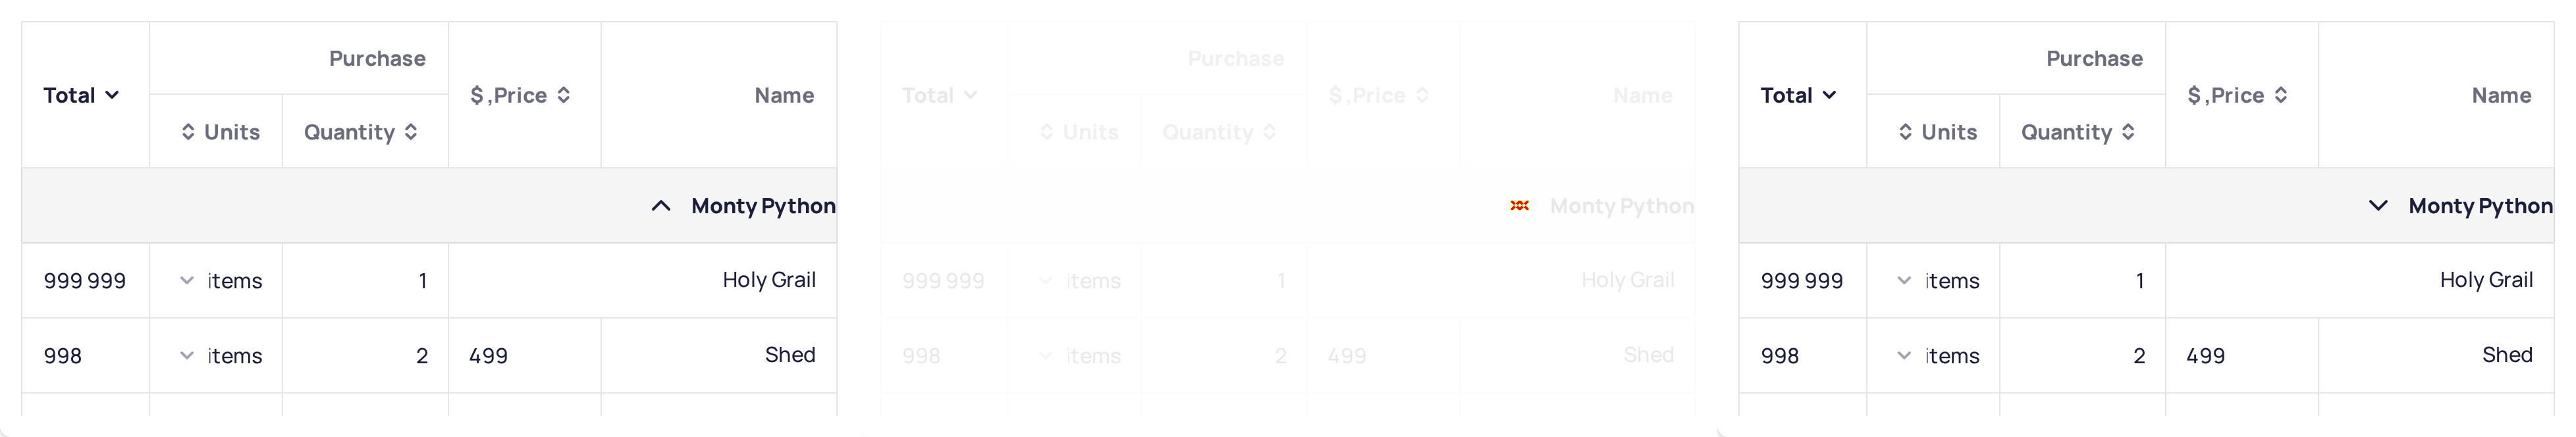 Purchase
Total
$ ,Price
Name
Units
Quantity
Monty Python
999 999
items
1
Holy Grail
998
items
2
499
Shed
Purchase
Total
$ ,Price
Name
Units
Quantity
Monty Python
999 999
items
1
Holy Grail
998
items
2
499
Shed
Purchase
Total
$ ,Price
Name
Units
Quantity
Monty Python
999 999
items
1
Holy Grail
998
items
2
499
Shed